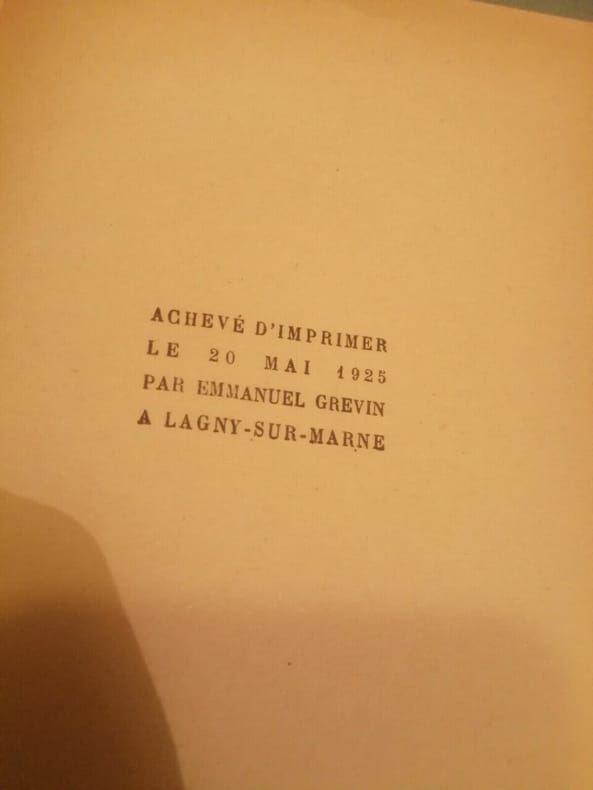 ACHEVÉ D'IMPRIMER
LE 20 MAI 1925
PAR EMMANUEL GREVIN
A LAGNY-SUR-MARNE